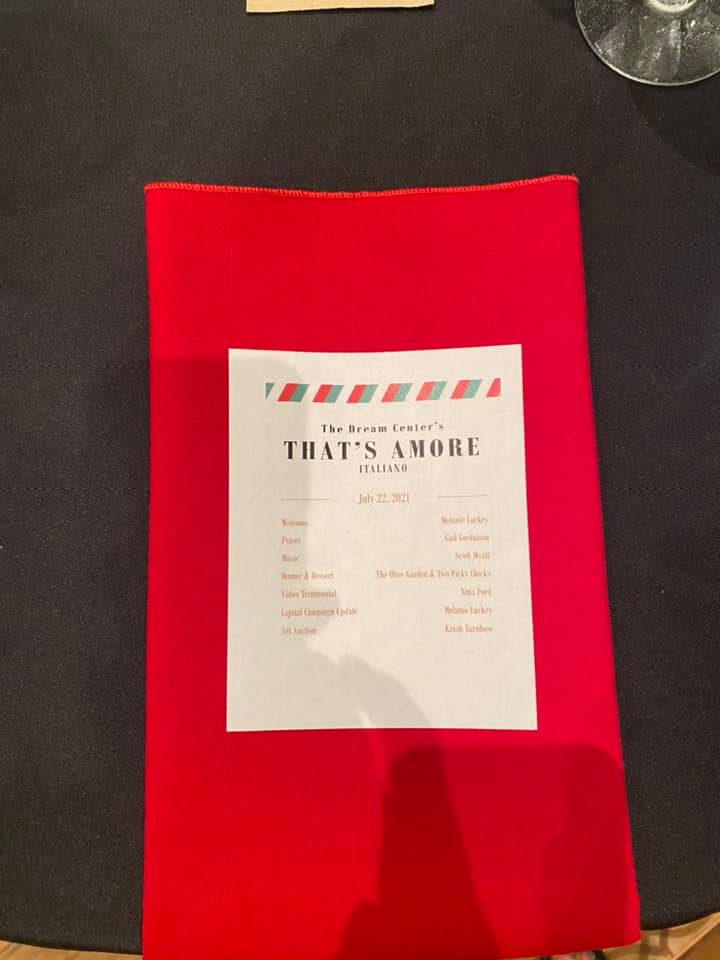 The Dream Center's
THAT'S AMORE
ITALIANO
July 22, 2021
Welcome Melanie Luckey
Prayer Gail Gustafson
Music Scott Myatt
Dinner & Dessert The Olive Garden & Two Picky Chicks
Video Testimonial Nina Ford
Capital Campaign Update Melanie Luckey
Art Auction Kristi Turnbow